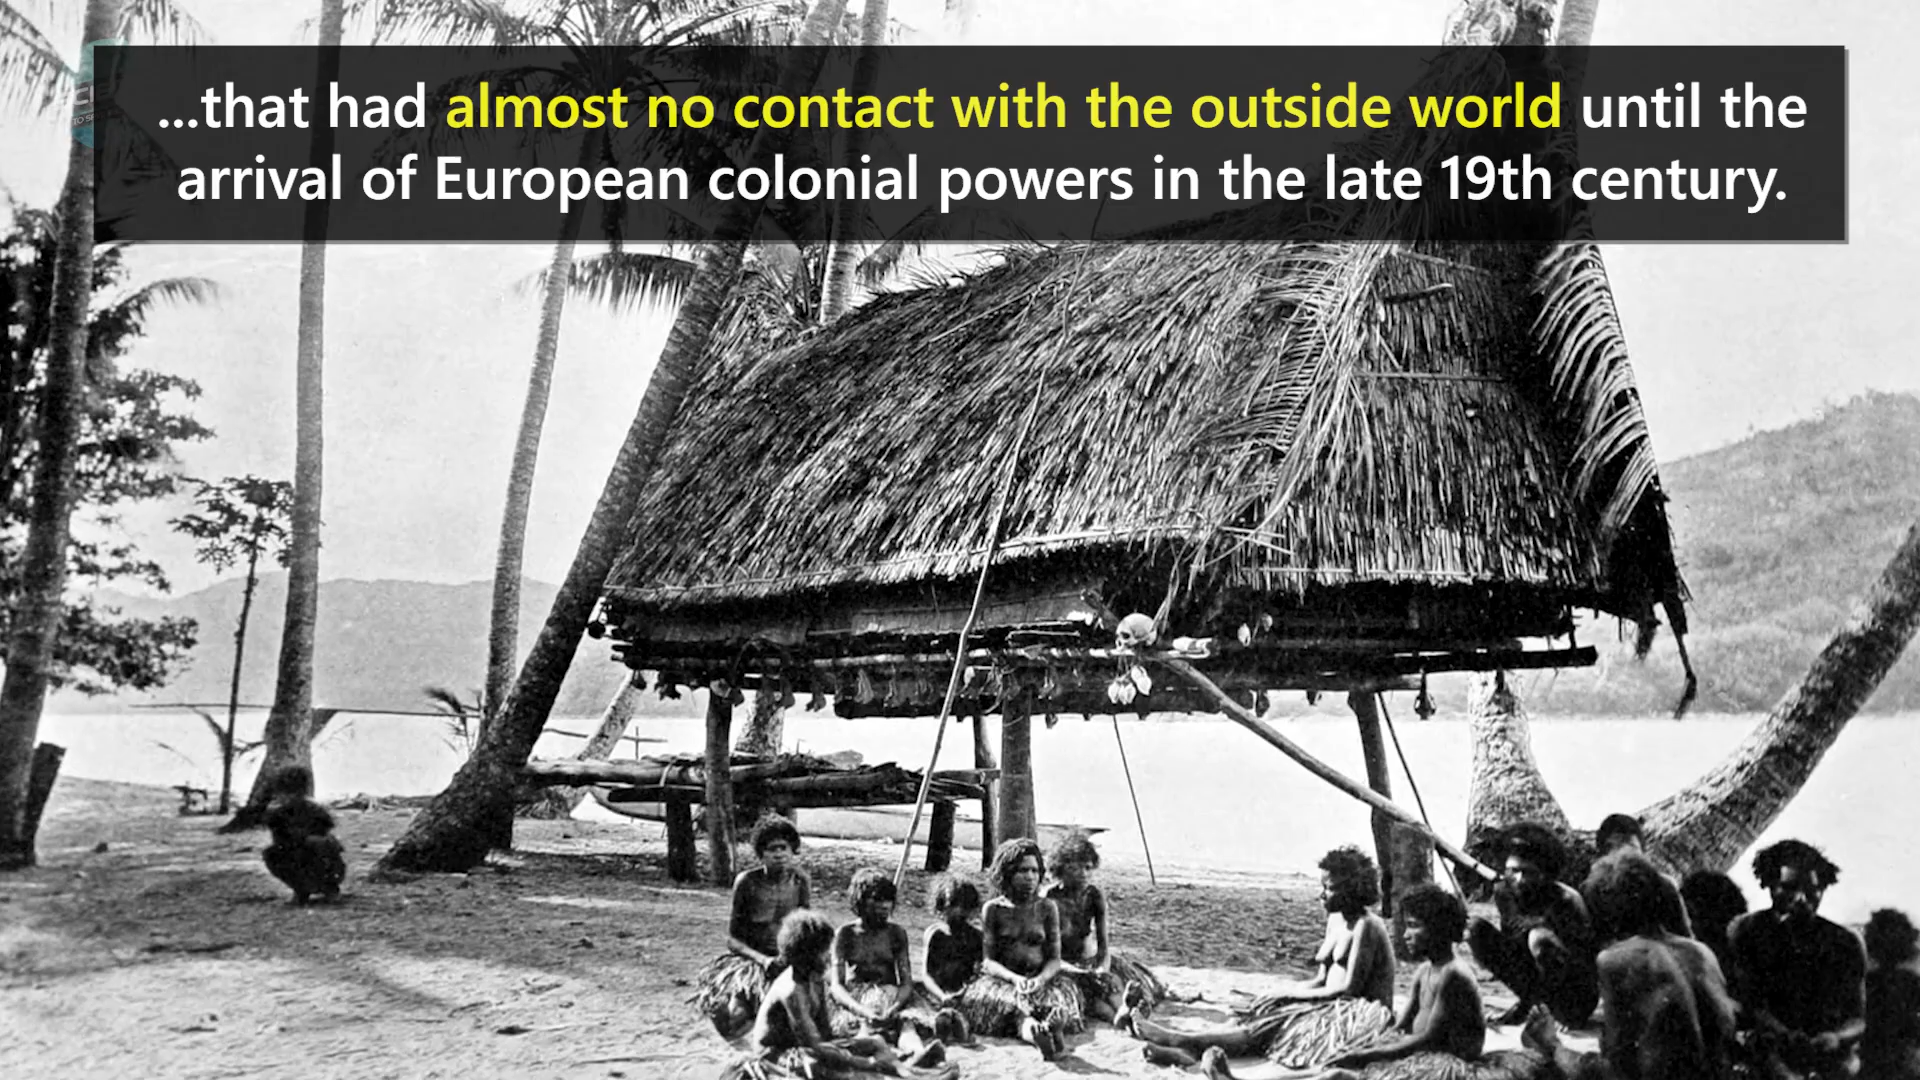 ...that had almost no contact with the outside world until the
arrival of European colonial powers in the late 19th century.